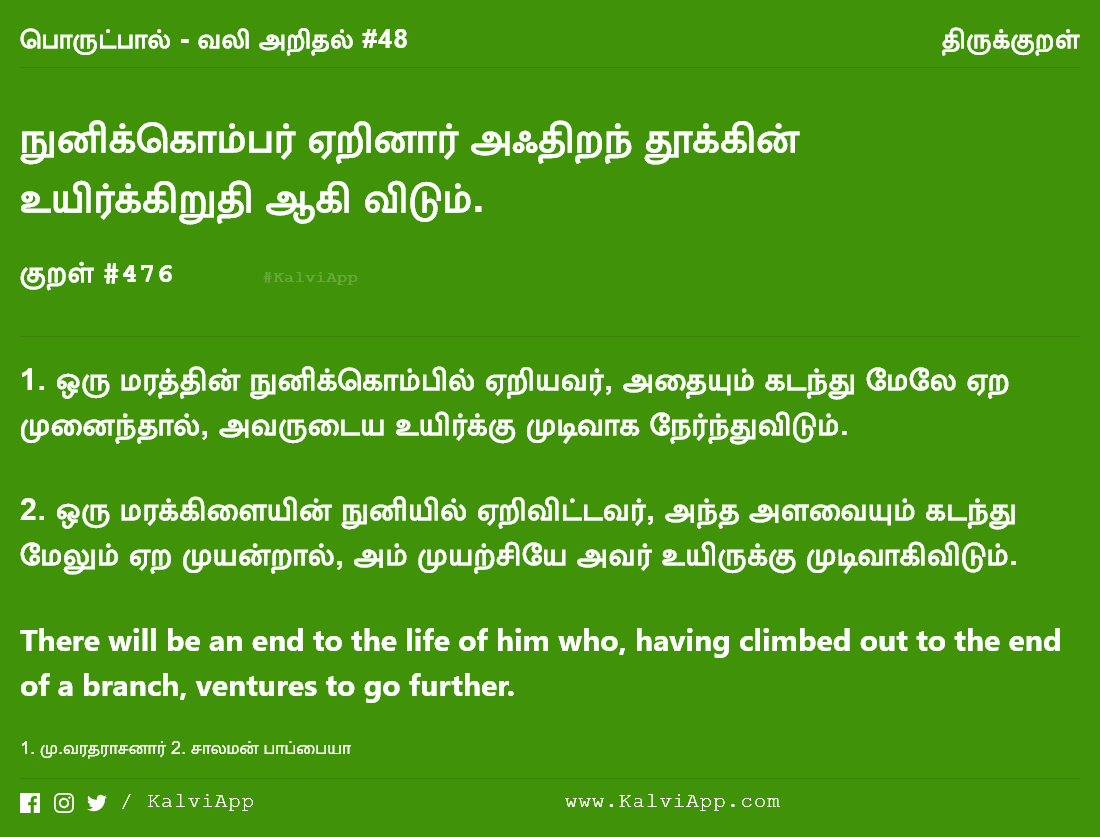 பொருட்பால் - வலி அறிதல் #48 திருக்குறள்
நுனிக்கொம்பர் ஏறினார் அஃதிறந் தூக்கின்
உயிர்க்கிறுதி ஆகி விடும்.
குறள் #476 #KalviApp
1. ஒரு மரத்தின் நுனிக்கொம்பில் ஏறியவர், அதையும் கடந்து மேலே ஏற
முனைந்தால், அவருடைய உயிர்க்கு முடிவாக நேர்ந்துவிடும்.
2. ஒரு மரக்கிளையின் நுனியில் ஏறிவிட்டவர், அந்த அளவையும் கடந்து
மேலும் ஏற முயன்றால், அம் முயற்சியே அவர் உயிருக்கு முடிவாகிவிடும்.
There will be an end to the life of him who, having climbed out to the end
of a branch, ventures to go further.
1. மு.வரதராசனார் 2. சாலமன் பாப்பையா
/ KalviApp www.KalviApp.com